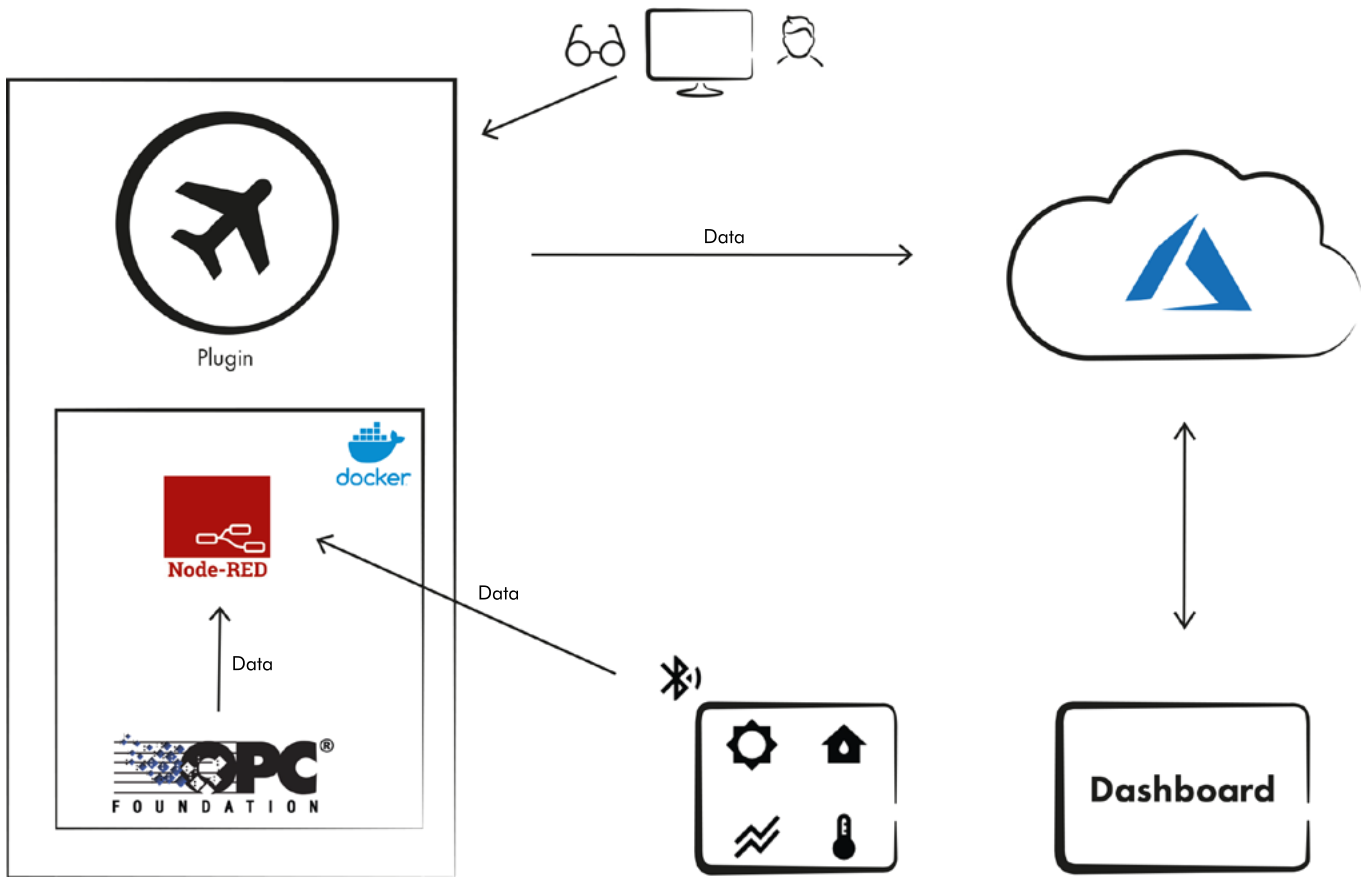 Data
Plugin
docker
Node-RED
Data
Data
OPC®
FOUNDATION
Dashboard